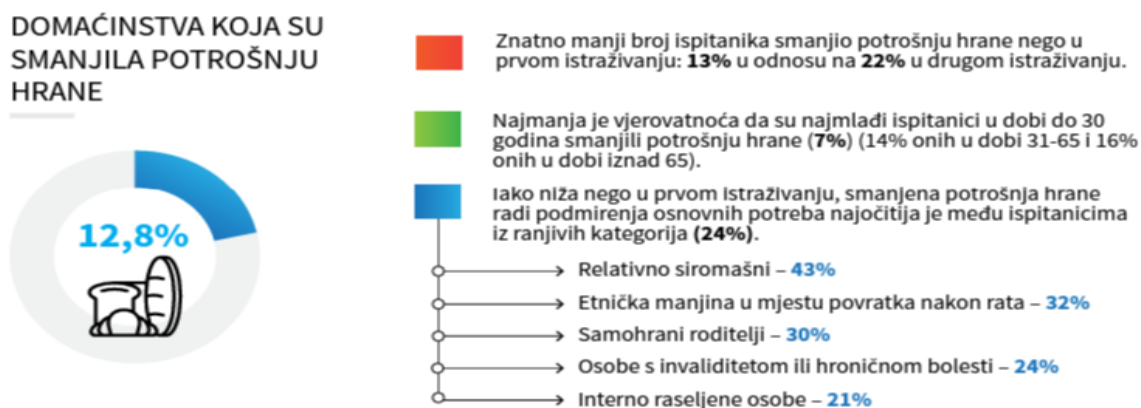 DOMAĆINSTVA KOJA SU
SMANJILA POTROŠNJU
HRANE
12,8%
Znatno manji broj ispitanika smanjio potrošnju hrane nego u
prvom istraživanju: 13% u odnosu na 22% u drugom istraživanju.
Najmanja je vjerovatnoća da su najmlađi ispitanici u dobi do 30
godina smanjili potrošnju hrane (7%) (14% onih u dobi 31-65 i 16%
onih u dobi iznad 65).
Iako niža nego u prvom istraživanju, smanjena potrošnja hrane
radi podmirenja osnovnih potreba najočitija je među ispitanicima
iz ranjivih kategorija (24%).
Relativno siromašni – 43%
Etnička manjina u mjestu povratka nakon rata – 32%
Samohrani roditelji – 30%
Osobe s invaliditetom ili hroničnom bolesti – 24%
Interno raseljene osobe – 21%